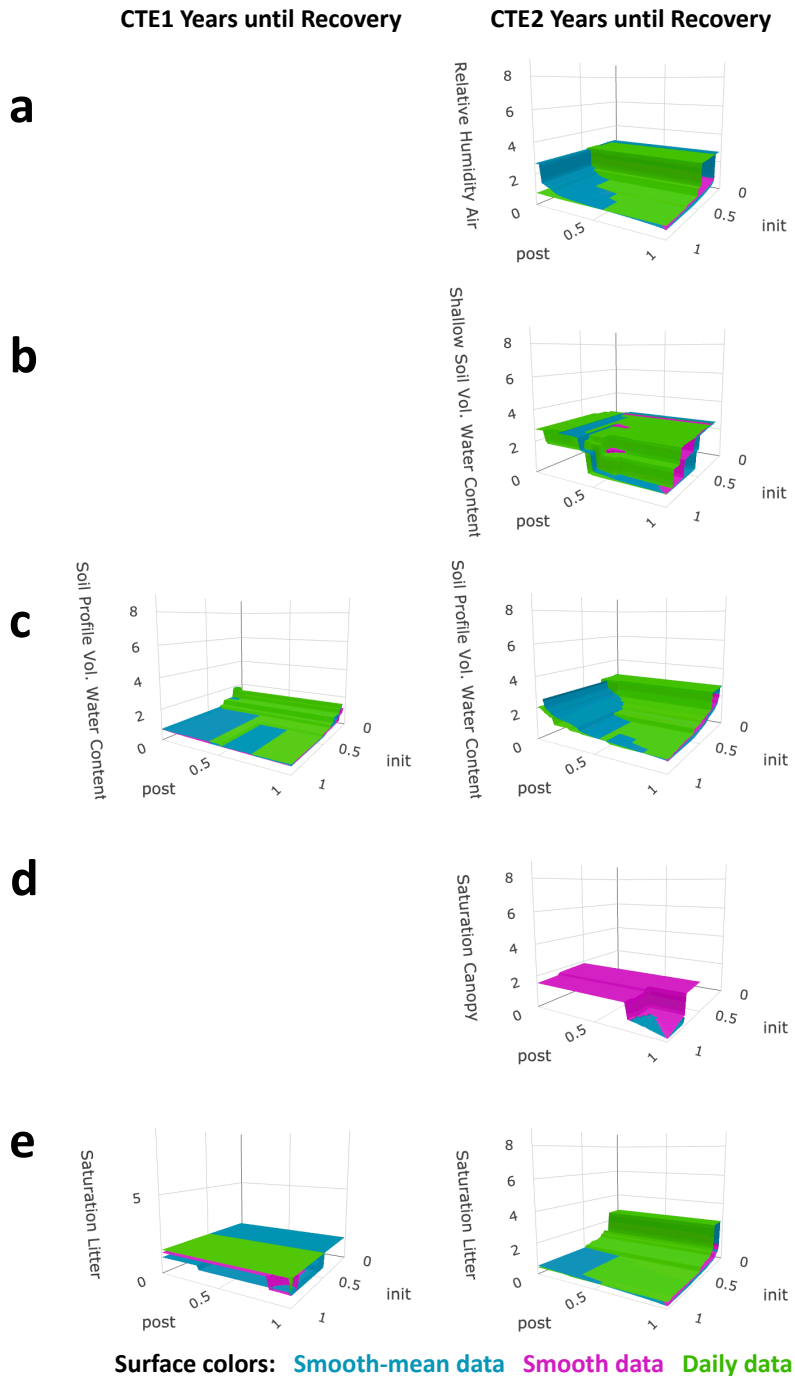 CTE1 Years until Recovery
CTE2 Years until Recovery
a
Relative Humidity Air
8
6
4
2
0
0.5
1
post
0
0.5
1
init
b
Shallow Soil Vol. Water Content
8
6
4
2
0
0.5
1
post
0
0.5
1
init
c
Soil Profile Vol. Water Content
8
6
4
2
0
0.5
1
post
0
0.5
1
init
Soil Profile Vol. Water Content
8
6
4
2
0
0.5
1
post
0
0.5
1
init
d
Saturation Canopy
8
6
4
2
0
0.5
1
post
0
0.5
1
init
e
Saturation Litter
5
0
0.5
1
post
0
0.5
1
init
Saturation Litter
8
6
4
2
0
0.5
1
post
0
0.5
1
init
Surface colors: Smooth-mean data Smooth data Daily data